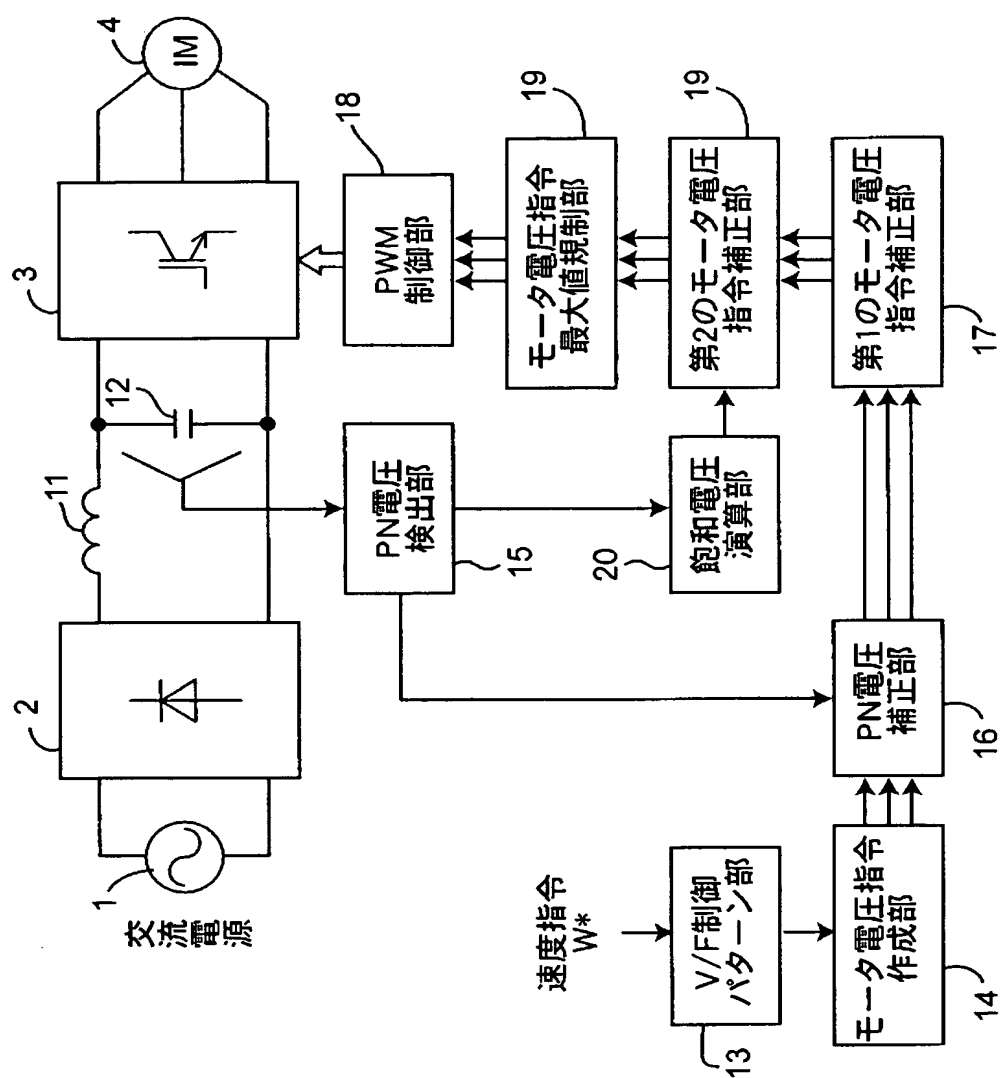 1
交流電源
2
11
12
3
4
IM
PN電圧
検出部
15
PWM
制御部
18
モータ電圧指令
最大値規制部
19
飽和電圧
演算部
20
第2のモータ電圧
指令補正部
19
速度指令
W*
V/F制御
パターン部
13
モータ電圧指令
作成部
14
PN電圧
補正部
16
第1のモータ電圧
指令補正部
17